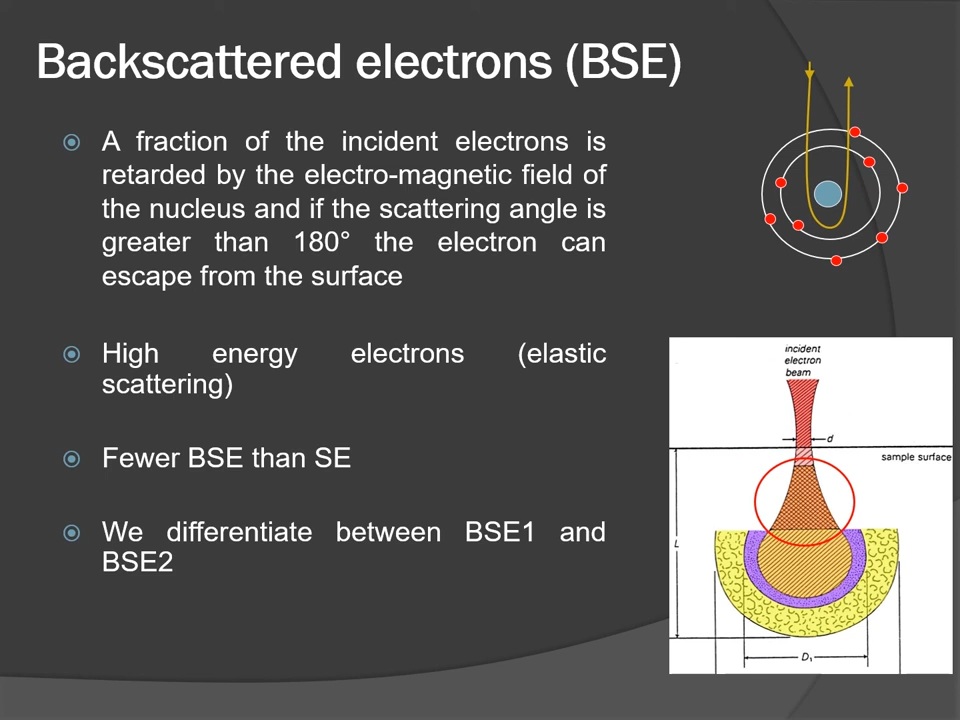 Backscattered electrons (BSE)
A fraction of the incident electrons is
retarded by the electro-magnetic field of
the nucleus and if the scattering angle is
greater than 180° the electron can
escape from the surface
High energy electrons (elastic
scattering)
Fewer BSE than SE
We differentiate between BSE1 and
BSE2
incident
electron
beam
d
sample surface
L
D₁